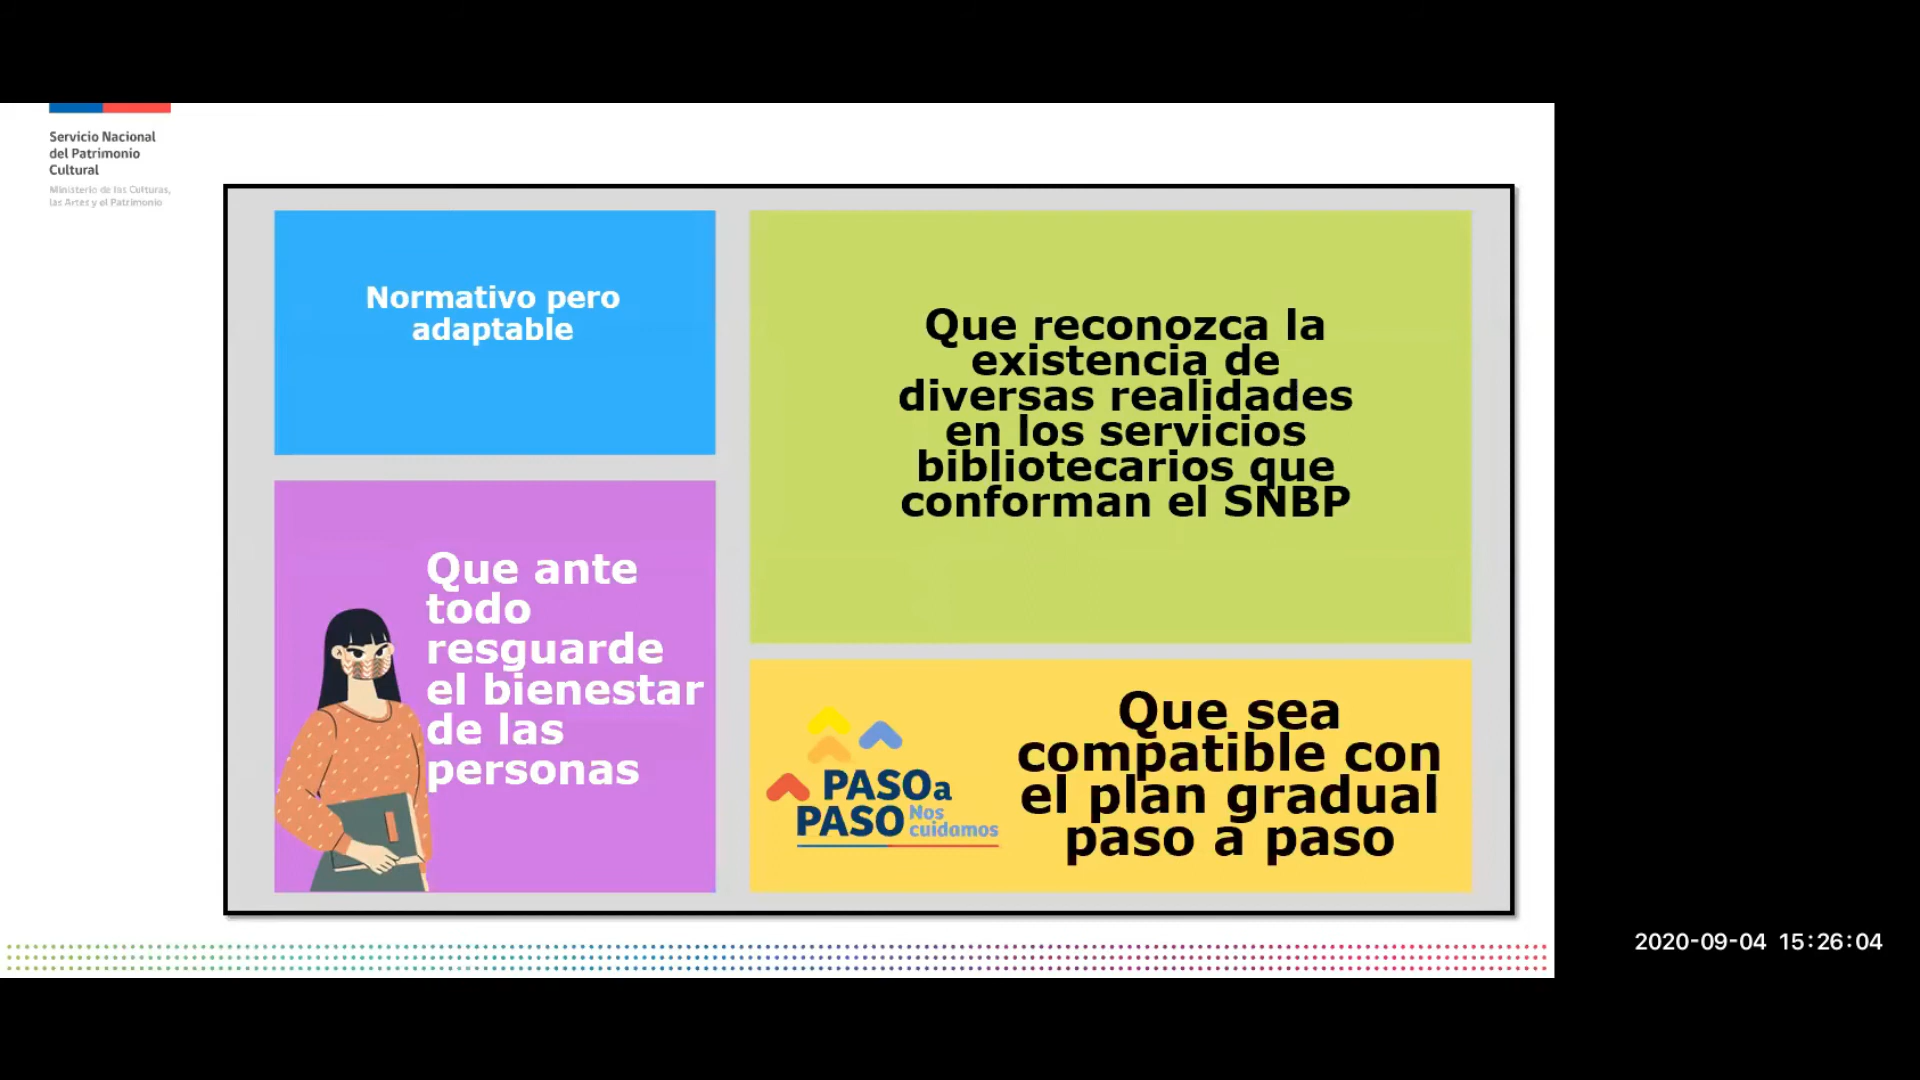 Servicio Nacional
del Patrimonio
Cultural
Ministerio de las Culturas,
las Artes y el Patrimonio
Normativo pero
adaptable
Que reconozca la
existencia de
diversas realidades
en los servicios
bibliotecarios que
conforman el SNBP
Que ante
todo
resguarde
el bienestar
de las
personas
PASO a
PASO Nos
cuidamos
Que sea
compatible con
el plan gradual
paso a paso
2020-09-04 15:26:04